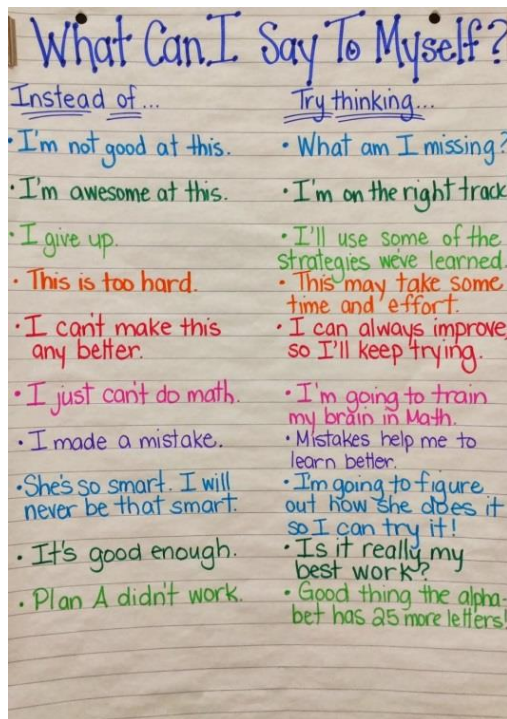 What Can I Say To Myself?
Instead of...
Try thinking...
• I'm not good at this.
• What am I missing?
• I'm awesome at this.
• I'm on the right track
• I give up.
• I'll use some of the
strategies we've learned.
• This is too hard.
• This may take some
time and effort.
• I can't make this
any better.
• I can always improve,
so I'll keep trying.
• I just can't do math.
• I'm going to train
my brain in Math.
• I made a mistake.
• Mistakes help me to
learn better.
• She's so smart. I will
never be that smart.
• I'm going to figure
out how she does it
so I can try it!
• It's good enough.
• Is it really my
best work?
• Plan A didn't work.
• Good thing the alpha-
bet has 25 more letters!